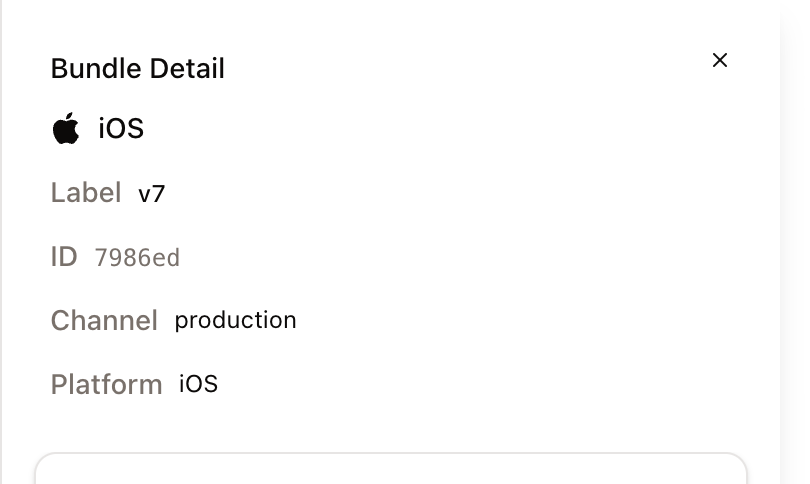 Bundle Detail
iOS
Label v7
ID 7986ed
Channel production
Platform iOS